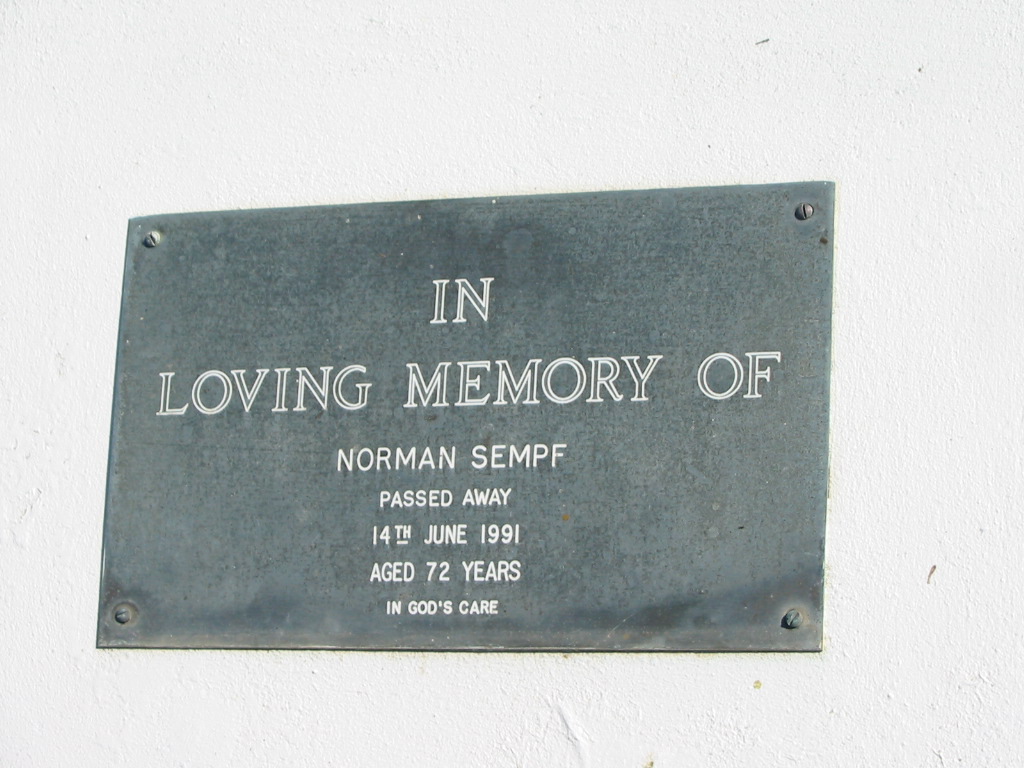 IN
LOVING MEMORY OF
NORMAN SEMPF
PASSED AWAY
14TH JUNE 1991
AGED 72 YEARS
IN GOD'S CARE